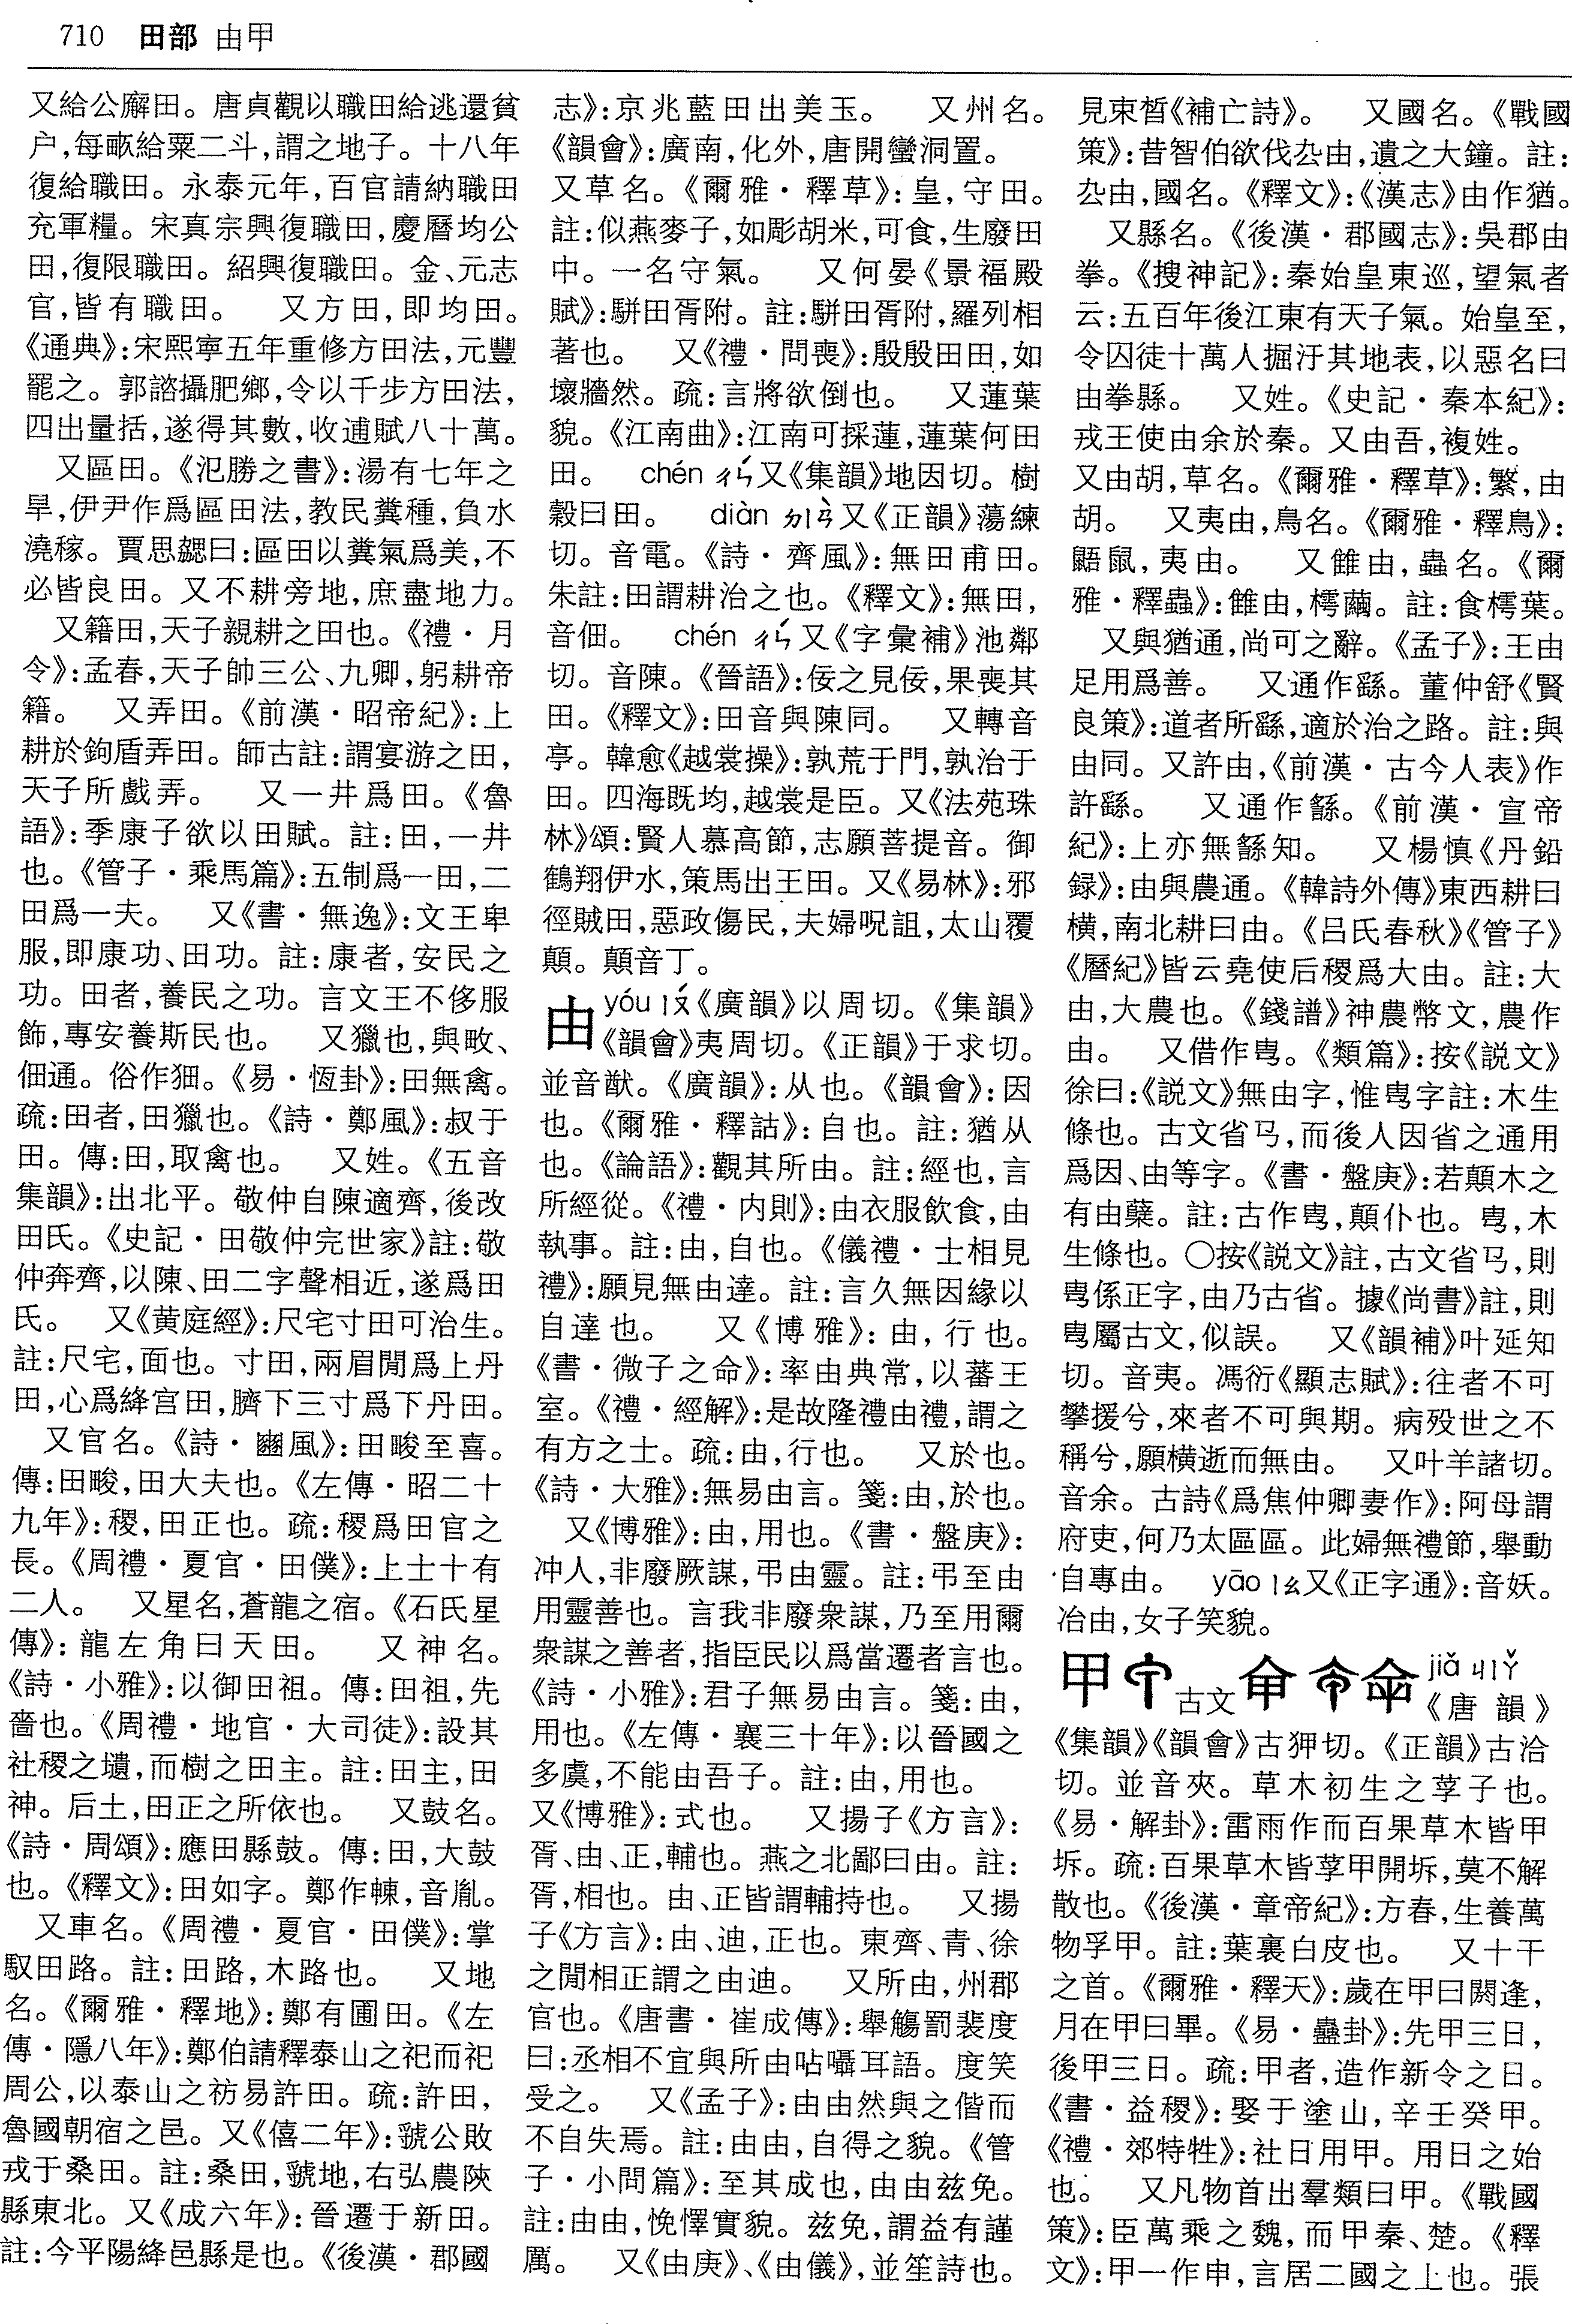 710 田部 由甲
又給公廨田。唐貞觀以職田給逃還貧
户,每畝給粟二斗,謂之地子。十八年
復給職田。永泰元年,百官請納職田
充軍糧。宋真宗興復職田,慶曆均公
田,復限職田。紹興復職田。金、元志
官,皆有職田。 又方田,即均田。
《通典》:宋熙寧五年重修方田法,元豐
罷之。郭諮攝肥鄉,令以千步方田法,
四出量括,遂得其數,收逋賦八十萬。
又區田。《氾勝之書》:湯有七年之
旱,伊尹作爲區田法,教民糞種,負水
澆稼。賈思勰曰:區田以糞氣爲美,不
必皆良田。又不耕旁地,庶盡地力。
又籍田,天子親耕之田也。《禮·月
令》:孟春,天子帥三公、九卿,躬耕帝
籍。 又弄田。《前漢·昭帝紀》:上
耕於鉤盾弄田。師古註:謂宴游之田,
天子所戲弄。 又一井爲田。《魯
語》:季康子欲以田賦。註:田,一井
也。《管子·乘馬篇》:五制爲一田,二
田爲一夫。 又《書·無逸》:文王卑
服,即康功、田功。註:康者,安民之
功。田者,養民之功。言文王不侈服
飾,專安養斯民也。 又獵也,與畋、
佃通。俗作㹃。《易·恆卦》:田無禽。
疏:田者,田獵也。《詩·鄭風》:叔于
田。傳:田,取禽也。 又姓。《五音
集韻》:出北平。敬仲自陳適齊,後改
田氏。《史記·田敬仲完世家》註:敬
仲奔齊,以陳、田二字聲相近,遂爲田
氏。 又《黄庭經》:尺宅寸田可治生。
註:尺宅,面也。寸田,兩眉閒爲上丹
田,心爲絳宫田,臍下三寸爲下丹田。
又官名。《詩·豳風》:田畯至喜。
傳:田畯,田大夫也。《左傳·昭二十
九年》:稷,田正也。疏:稷爲田官之
長。《周禮·夏官·田僕》:上士十有
二人。 又星名,蒼龍之宿。《石氏星
傳》:龍左角曰天田。 又神名。
《詩·小雅》:以御田祖。傳:田祖,先
嗇也。《周禮·地官·大司徒》:設其
社稷之壝,而樹之田主。註:田主,田
神。后土,田正之所依也。 又鼓名。
《詩·周頌》:應田縣鼓。傳:田,大鼓
也。《釋文》:田如字。鄭作朄,音胤。
又車名。《周禮·夏官·田僕》:掌
馭田路。註:田路,木路也。 又地
名。《爾雅·釋地》:鄭有圃田。《左
傳·隱八年》:鄭伯請釋泰山之祀而祀
周公,以泰山之祊易許田。疏:許田,
魯國朝宿之邑。又《僖二年》:虢公敗
戎于桑田。註:桑田,虢地,右弘農陝
縣東北。又《成六年》:晉遷于新田。
註:今平陽絳邑縣是也。《後漢·郡國
志》:京兆藍田出美玉。 又州名。
《韻會》:廣南,化外,唐開蠻洞置。
又草名。《爾雅·釋草》:皇,守田。
註:似燕麥子,如彫胡米,可食,生廢田
中。一名守氣。 又何晏《景福殿
賦》:駢田胥附。註:駢田胥附,羅列相
著也。 又《禮·問喪》:殷殷田田,如
壞牆然。疏:言將欲倒也。 又蓮葉
貌。《江南曲》:江南可採蓮,蓮葉何田
田。 chén ㄔㄣˊ又《集韻》地因切。樹
穀曰田。 diàn ㄉㄧㄢˋ又《正韻》蕩練
切。音電。《詩·齊風》:無田甫田。
朱註:田謂耕治之也。《釋文》:無田,
音佃。 chén ㄔㄣˊ又《字彙補》池鄰
切。音陳。《晉語》:佞之見佞,果喪其
田。《釋文》:田音與陳同。 又轉音
亭。韓愈《越裳操》:孰荒于門,孰治于
田。四海既均,越裳是臣。又《法苑珠
林》頌:賢人慕高節,志願菩提音。御
鶴翔伊水,策馬出王田。又《易林》:邪
徑賊田,惡政傷民,夫婦呪詛,太山覆
顛。顛音丁。
由 yóu ㄧㄡˊ《廣韻》以周切。《集韻》
《韻會》夷周切。《正韻》于求切。
並音猷。《廣韻》:从也。《韻會》:因
也。《爾雅·釋詁》:自也。註:猶从
也。《論語》:觀其所由。註:經也,言
所經從。《禮·内則》:由衣服飲食,由
執事。註:由,自也。《儀禮·士相見
禮》:願見無由達。註:言久無因緣以
自達也。 又《博雅》:由,行也。
《書·微子之命》:率由典常,以蕃王
室。《禮·經解》:是故隆禮由禮,謂之
有方之士。疏:由,行也。 又於也。
《詩·大雅》:無易由言。箋:由,於也。
又《博雅》:由,用也。《書·盤庚》:
冲人,非廢厥謀,弔由靈。註:弔至由
用靈善也。言我非廢衆謀,乃至用爾
衆謀之善者,指臣民以爲當遷者言也。
《詩·小雅》:君子無易由言。箋:由,
用也。《左傳·襄三十年》:以晉國之
多虞,不能由吾子。註:由,用也。
又《博雅》:式也。 又揚子《方言》:
胥、由、正,輔也。燕之北鄙曰由。註:
胥,相也。由、正皆謂輔持也。 又揚
子《方言》:由、迪,正也。東齊、青、徐
之閒相正謂之由迪。 又所由,州郡
官也。《唐書·崔成傳》:舉觴罰裴度
曰:丞相不宜與所由呫囁耳語。度笑
受之。 又《孟子》:由由然與之偕而
不自失焉。註:由由,自得之貌。《管
子·小問篇》:至其成也,由由兹免。
註:由由,悗懌實貌。兹免,謂益有謹
厲。 又《由庚》、《由儀》,並笙詩也。
見束晳《補亡詩》。 又國名。《戰國
策》:昔智伯欲伐厹由,遺之大鐘。註:
厹由,國名。《釋文》:《漢志》由作猶。
又縣名。《後漢·郡國志》:吳郡由
拳。《搜神記》:秦始皇東巡,望氣者
云:五百年後江東有天子氣。始皇至,
令囚徒十萬人掘汙其地表,以惡名曰
由拳縣。 又姓。《史記·秦本紀》:
戎王使由余於秦。又由吾,複姓。
又由胡,草名。《爾雅·釋草》:繁,由
胡。 又夷由,鳥名。《爾雅·釋鳥》:
鼯鼠,夷由。 又雔由,蟲名。《爾
雅·釋蟲》:雔由,樗繭。註:食樗葉。
又與猶通,尚可之辭。《孟子》:王由
足用爲善。 又通作繇。董仲舒《賢
良策》:道者所繇,適於治之路。註:與
由同。又許由,《前漢·古今人表》作
許繇。 又通作䌛。《前漢·宣帝
紀》:上亦無䌛知。 又楊慎《丹鉛
録》:由與農通。《韓詩外傳》東西耕曰
横,南北耕曰由。《吕氏春秋》《管子》
《曆紀》皆云堯使后稷爲大由。註:大
由,大農也。《錢譜》神農幣文,農作
由。 又借作甹。《類篇》:按《説文》
徐曰:《説文》無由字,惟甹字註:木生
條也。古文省马,而後人因省之通用
爲因、由等字。《書·盤庚》:若顛木之
有由蘖。註:古作甹,顛仆也。甹,木
生條也。○按《説文》註,古文省马,則
甹係正字,由乃古省。據《尚書》註,則
甹屬古文,似誤。 又《韻補》叶延知
切。音夷。馮衍《顯志賦》:往者不可
攀援兮,來者不可與期。病殁世之不
稱兮,願横逝而無由。 又叶羊諸切。
音余。古詩《爲焦仲卿妻作》:阿母謂
府吏,何乃太區區。此婦無禮節,舉動
自專由。 yāo ㄧㄠ又《正字通》:音妖。
冶由,女子笑貌。
甲 古文 jiǎ ㄐㄧㄚˇ
《唐韻》
《集韻》《韻會》古狎切。《正韻》古洽
切。並音夾。草木初生之莩子也。
《易·解卦》:雷雨作而百果草木皆甲
坼。疏:百果草木皆莩甲開坼,莫不解
散也。《後漢·章帝紀》:方春,生養萬
物孚甲。註:葉裏白皮也。 又十干
之首。《爾雅·釋天》:歲在甲曰閼逢,
月在甲曰畢。《易·蠱卦》:先甲三日,
後甲三日。疏:甲者,造作新令之日。
《書·益稷》:娶于塗山,辛壬癸甲。
《禮·郊特牲》:社日用甲。用日之始
也。 又凡物首出羣類曰甲。《戰國
策》:臣萬乘之魏,而甲秦、楚。《釋
文》:甲一作申,言居二國之上也。張